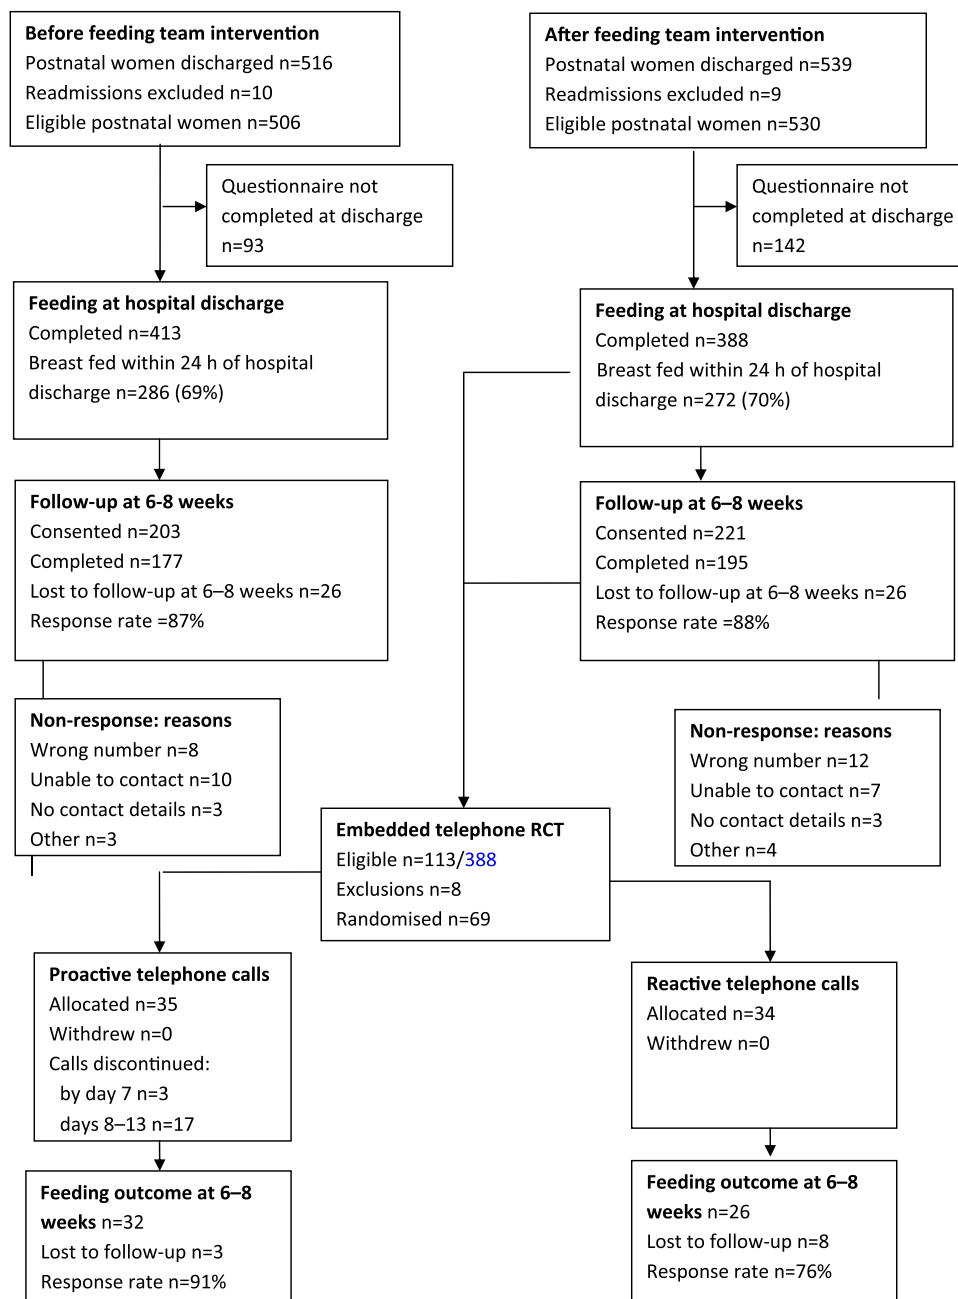 Before feeding team intervention
Postnatal women discharged n=516
Readmissions excluded n=10
Eligible postnatal women n=506
After feeding team intervention
Postnatal women discharged n=539
Readmissions excluded n=9
Eligible postnatal women n=530
Questionnaire not
completed at discharge
n=93
Questionnaire not
completed at discharge
n=142
Feeding at hospital discharge
Completed n=413
Breast fed within 24 h of hospital
discharge n=286 (69%)
Feeding at hospital discharge
Completed n=388
Breast fed within 24 h of hospital
discharge n=272 (70%)
Follow-up at 6-8 weeks
Consented n=203
Completed n=177
Lost to follow-up at 6–8 weeks n=26
Response rate =87%
Follow-up at 6–8 weeks
Consented n=221
Completed n=195
Lost to follow-up at 6–8 weeks n=26
Response rate =88%
Non-response: reasons
Wrong number n=8
Unable to contact n=10
No contact details n=3
Other n=3
Non-response: reasons
Wrong number n=12
Unable to contact n=7
No contact details n=3
Other n=4
Embedded telephone RCT
Eligible n=113/388
Exclusions n=8
Randomised n=69
Proactive telephone calls
Allocated n=35
Withdrew n=0
Calls discontinued:
by day 7 n=3
days 8–13 n=17
Reactive telephone calls
Allocated n=34
Withdrew n=0
Feeding outcome at 6–8
weeks n=32
Lost to follow-up n=3
Response rate n=91%
Feeding outcome at 6–8
weeks n=26
Lost to follow-up n=8
Response rate n=76%